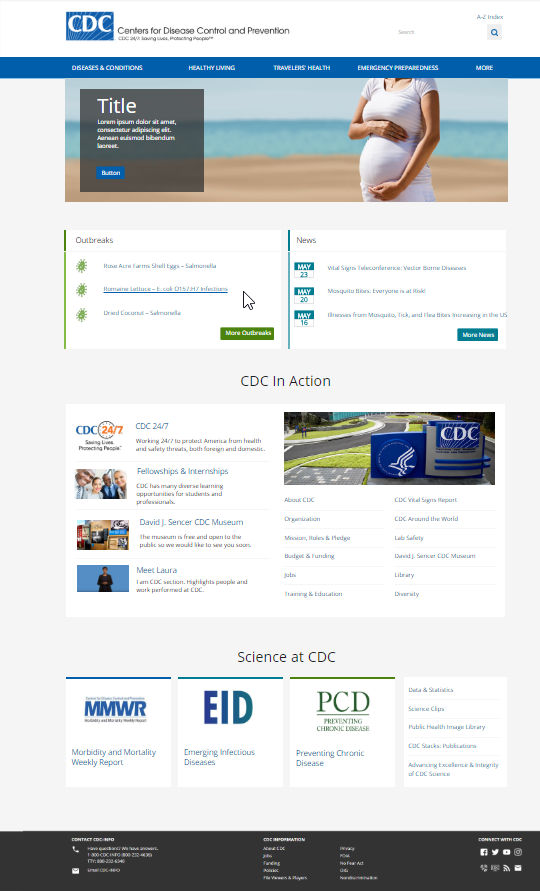 A-Z Index
CDC
Centers for Disease Control and Prevention
CDC 24/7: Saving Lives, Protecting People™
Search
DISEASES & CONDITIONS
HEALTHY LIVING
TRAVELERS' HEALTH
EMERGENCY PREPAREDNESS
MORE
Title
Lorem ipsum dolor sit amet,
consectetur adipiscing elit.
Aenean euismod bibendum
laoreet.
Button
Outbreaks
Rose Acre Farms Shell Eggs – Salmonella
Romaine Lettuce – E. coli O157:H7 Infections
Dried Coconut – Salmonella
More Outbreaks
News
MAY
23
Vital Signs Teleconference: Vector Borne Diseases
MAY
20
Mosquito Bites: Everyone is at Risk!
MAY
16
Illnesses from Mosquito, Tick, and Flea Bites Increasing in the US
More News
CDC In Action
CDC 24/7
Saving Lives.
Protecting People™
CDC 24/7
Working 24/7 to protect America from health
and safety threats, both foreign and domestic.
Fellowships & Internships
CDC has many diverse learning
opportunities for students and
professionals.
David J. Sencer CDC Museum
The museum is free and open to the
public so we would like to see you soon.
Meet Laura
I am CDC section. Highlights people and
work performed at CDC.
CDC
About CDC
Organization
Mission, Roles & Pledge
Budget & Funding
Jobs
Training & Education
CDC Vital Signs Report
CDC Around the World
Lab Safety
David J. Sencer CDC Museum
Library
Diversity
Science at CDC
Centers for Disease Control and Prevention
MMWR
Morbidity and Mortality Weekly Report
Morbidity and Mortality
Weekly Report
EID
Emerging Infectious
Diseases
PCD
PREVENTING
CHRONIC DISEASE
Preventing Chronic
Disease
Data & Statistics
Science Clips
Public Health Image Library
CDC Stacks: Publications
Advancing Excellence & Integrity
of CDC Science
CONTACT CDC-INFO
Have questions? We have answers.
1-800-CDC-INFO (800-232-4636)
TTY: 888-232-6348
Email CDC-INFO
CDC INFORMATION
About CDC
Jobs
Funding
Policies
File Viewers & Players
Privacy
FOIA
No Fear Act
OIG
Nondiscrimination
CONNECT WITH CDC